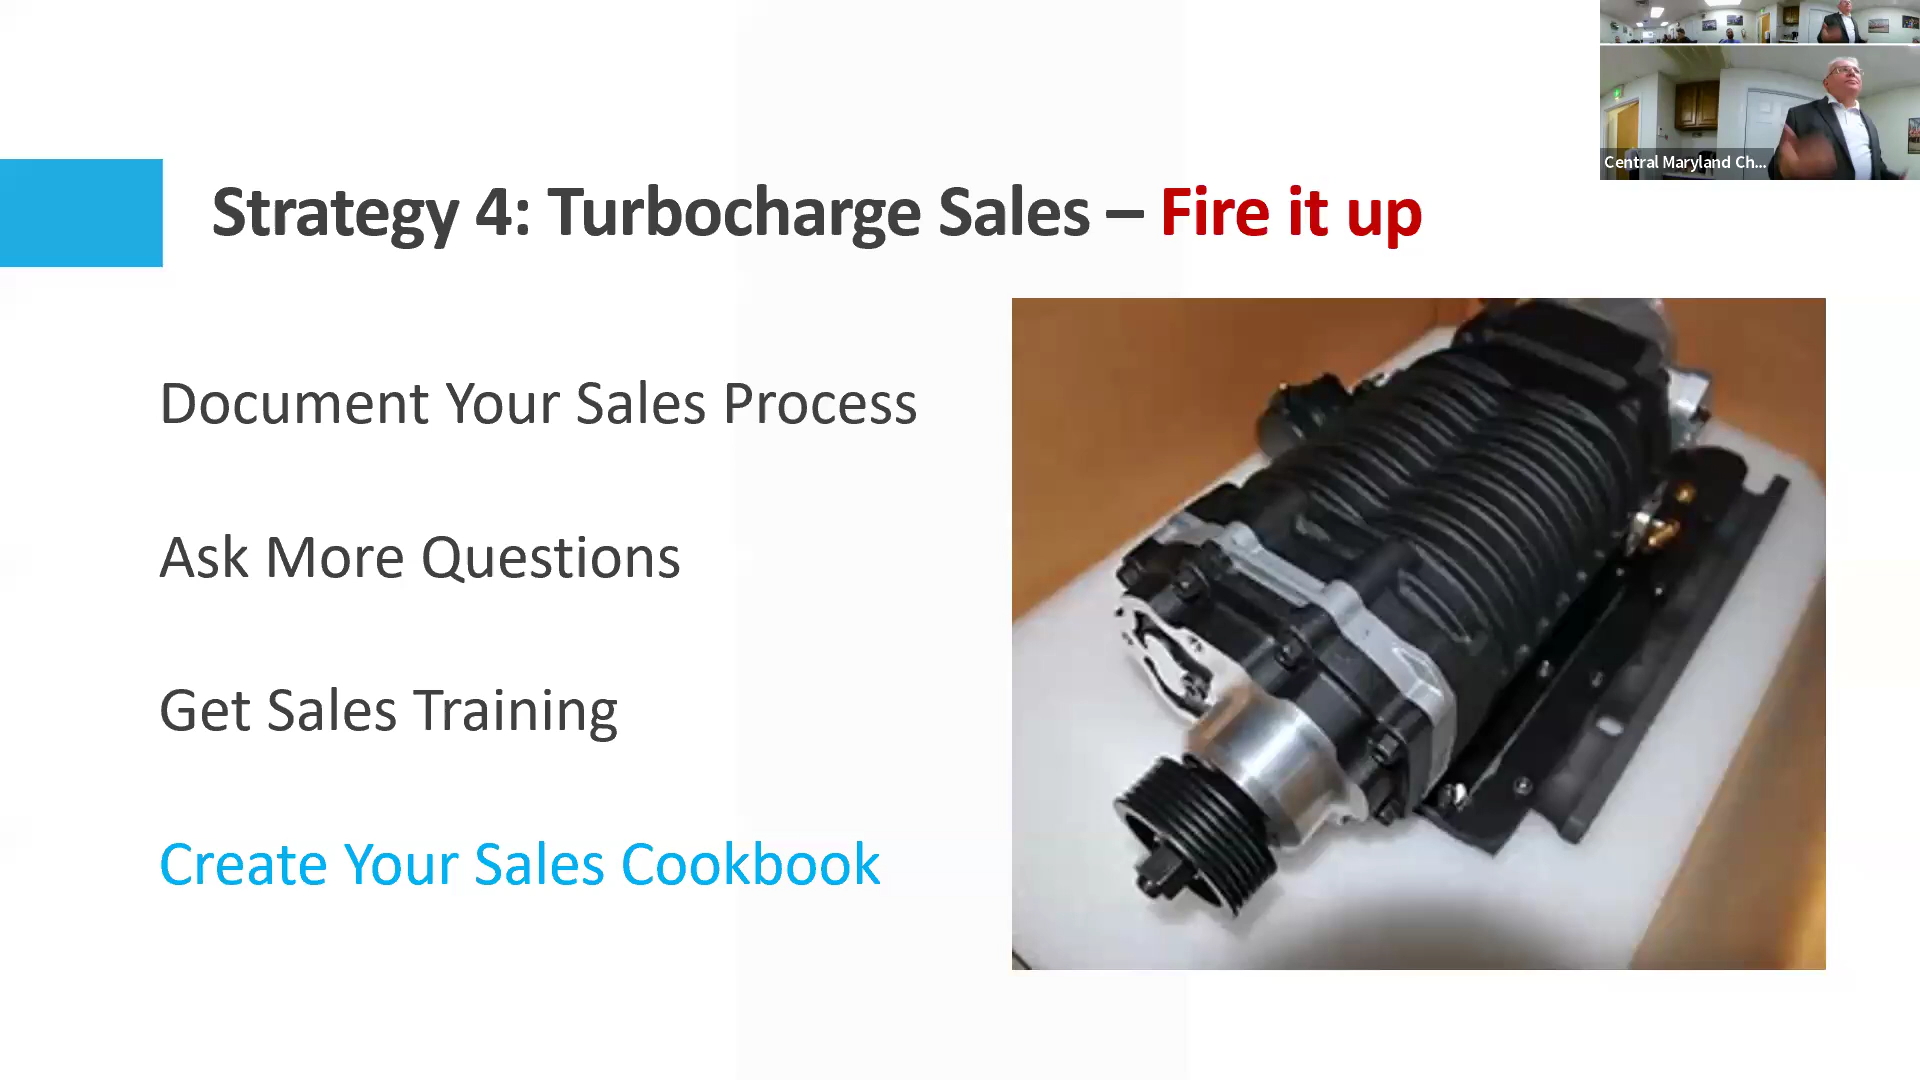 Central Maryland Ch...
Strategy 4: Turbocharge Sales – Fire it up
Document Your Sales Process
Ask More Questions
Get Sales Training
Create Your Sales Cookbook